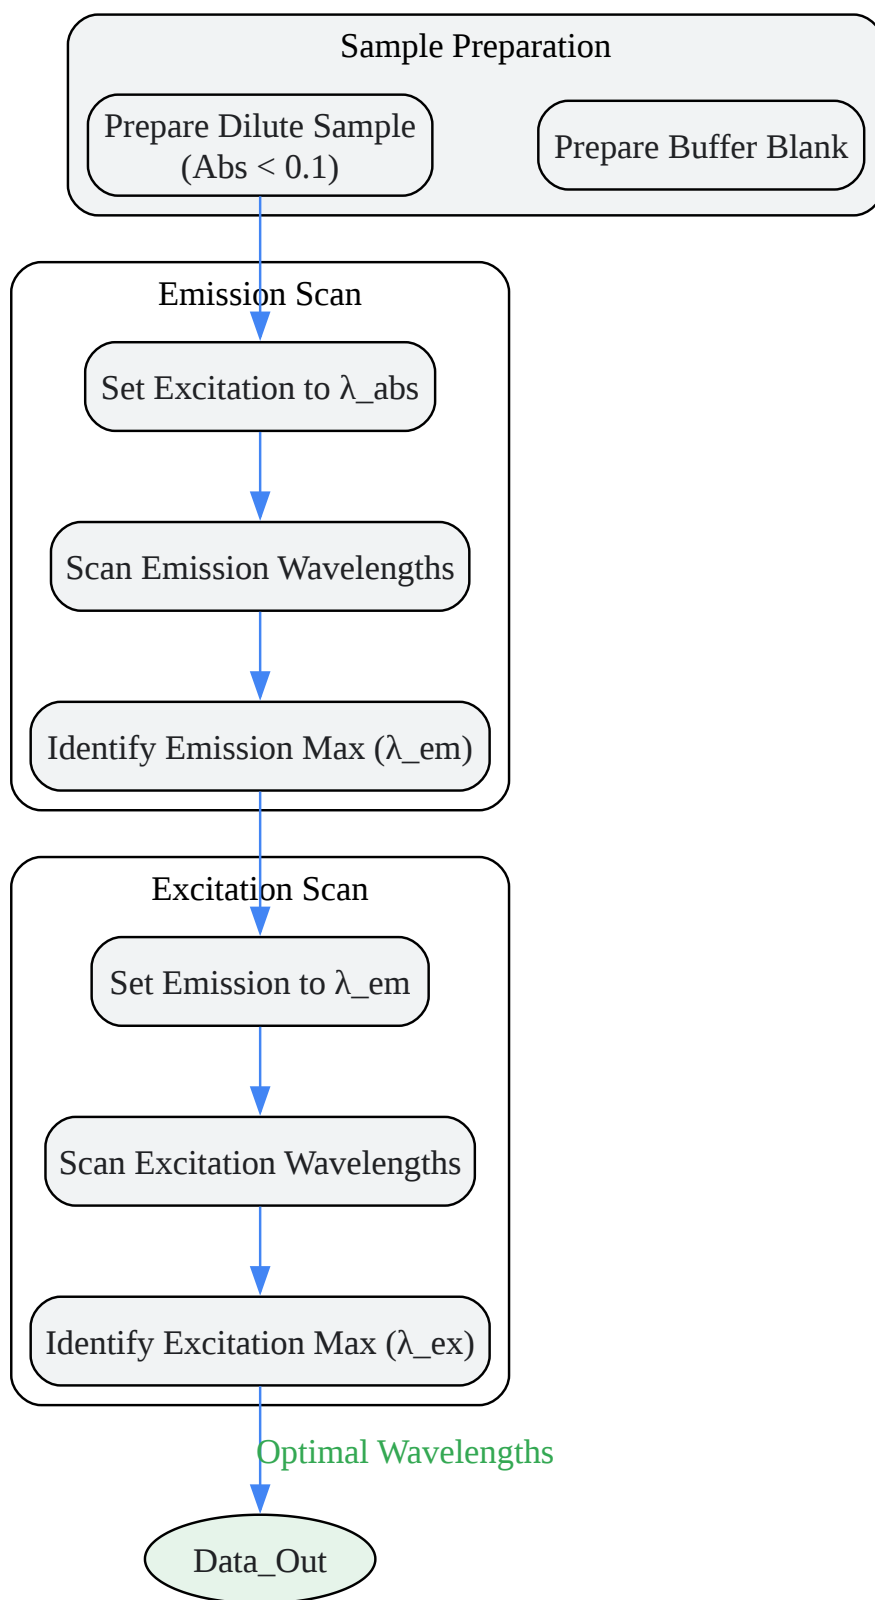 Sample Preparation
Prepare Dilute Sample
(Abs < 0.1)
Prepare Buffer Blank
Emission Scan
Set Excitation to λ_abs
Scan Emission Wavelengths
Identify Emission Max (λ_em)
Excitation Scan
Set Emission to λ_em
Scan Excitation Wavelengths
Identify Excitation Max (λ_ex)
Optimal Wavelengths
Data_Out